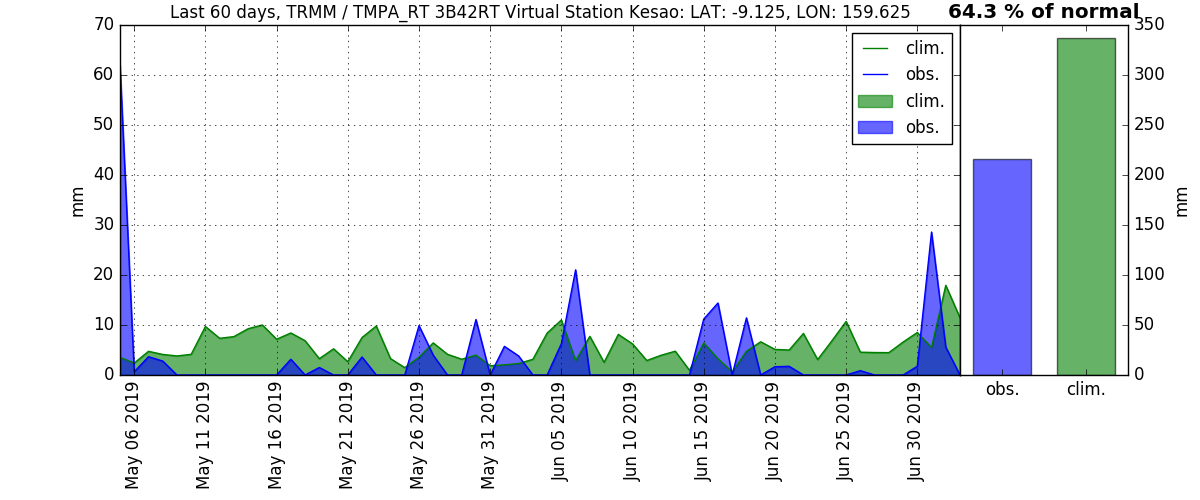 Last 60 days, TRMM / TMPA_RT 3B42RT Virtual Station Kesao: LAT: -9.125, LON: 159.625
64.3 % of normal
70
60
50
40
30
20
10
0
mm
clim.
obs.
clim.
obs.
350
300
250
200
150
100
50
0
mm
May 06 2019
May 11 2019
May 16 2019
May 21 2019
May 26 2019
May 31 2019
Jun 05 2019
Jun 10 2019
Jun 15 2019
Jun 20 2019
Jun 25 2019
Jun 30 2019
obs.
clim.